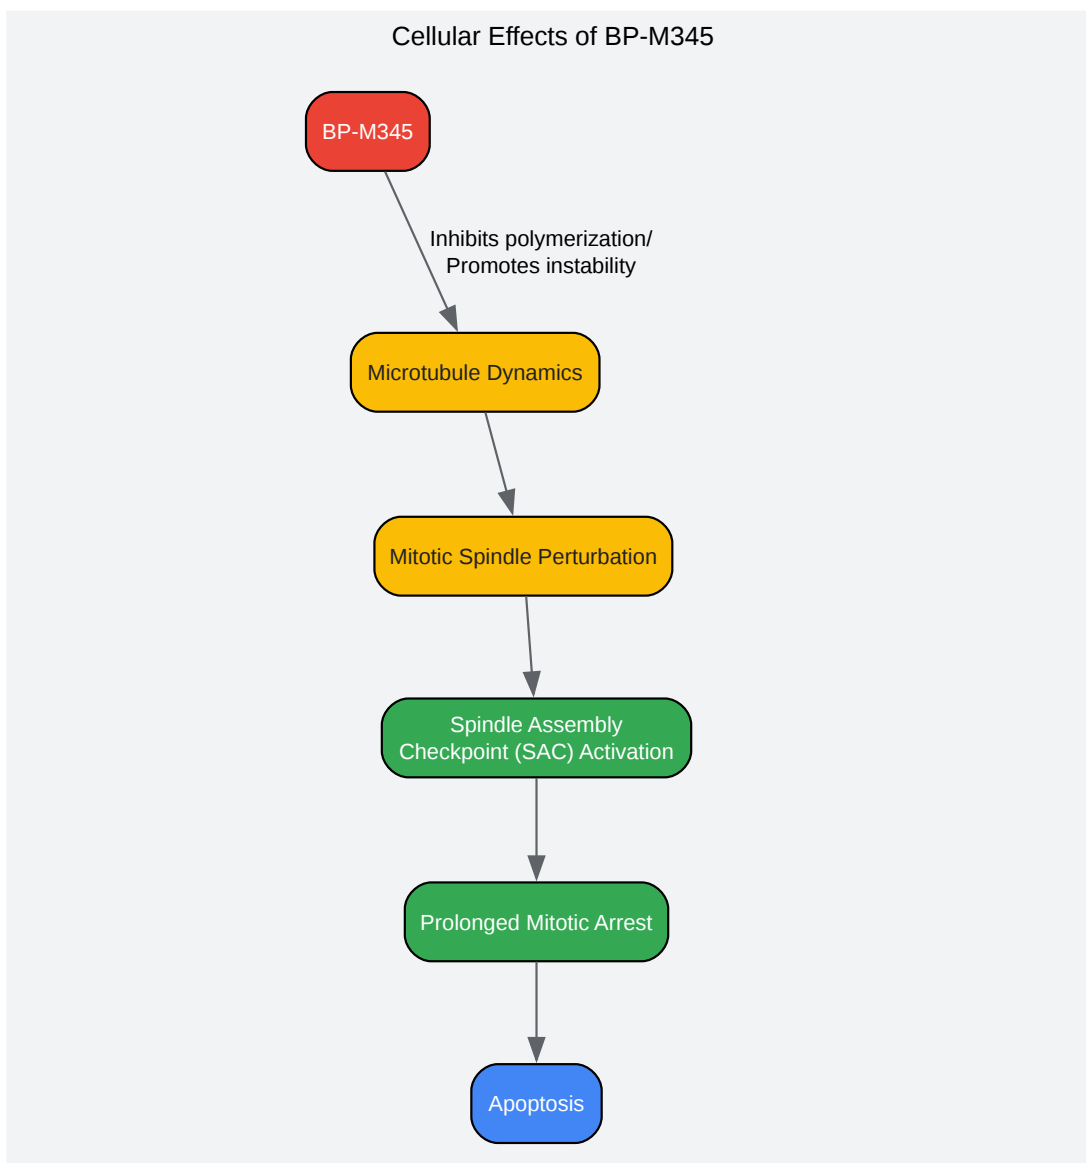 Cellular Effects of BP-M345
BP-M345
Inhibits polymerization/
Promotes instability
Microtubule Dynamics
Mitotic Spindle Perturbation
Spindle Assembly
Checkpoint (SAC) Activation
Prolonged Mitotic Arrest
Apoptosis